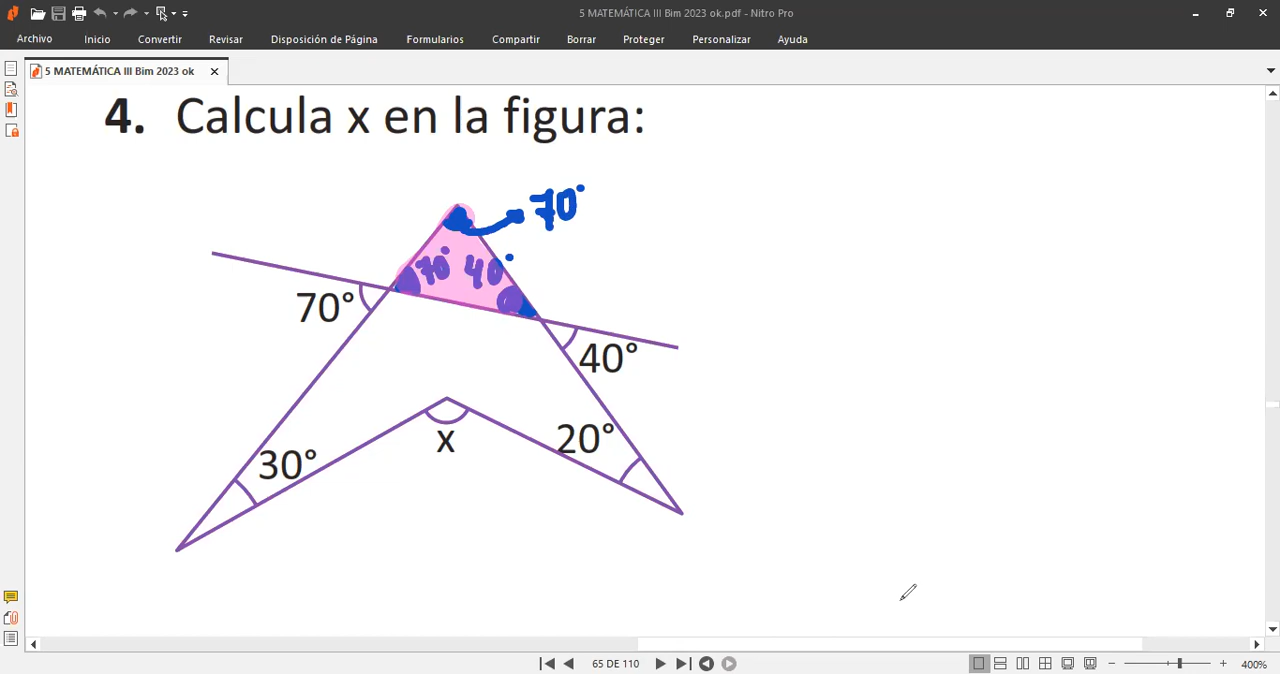 5 MATEMÁTICA III Bim 2023 ok.pdf - Nitro Pro
Archivo Inicio Convertir Revisar Disposición de Página Formularios Compartir Borrar Proteger Personalizar Ayuda
5 MATEMÁTICA III Bim 2023 ok
4. Calcula x en la figura:
70°
70° 40°
70°
40°
x
20°
30°
65 DE 110
400%